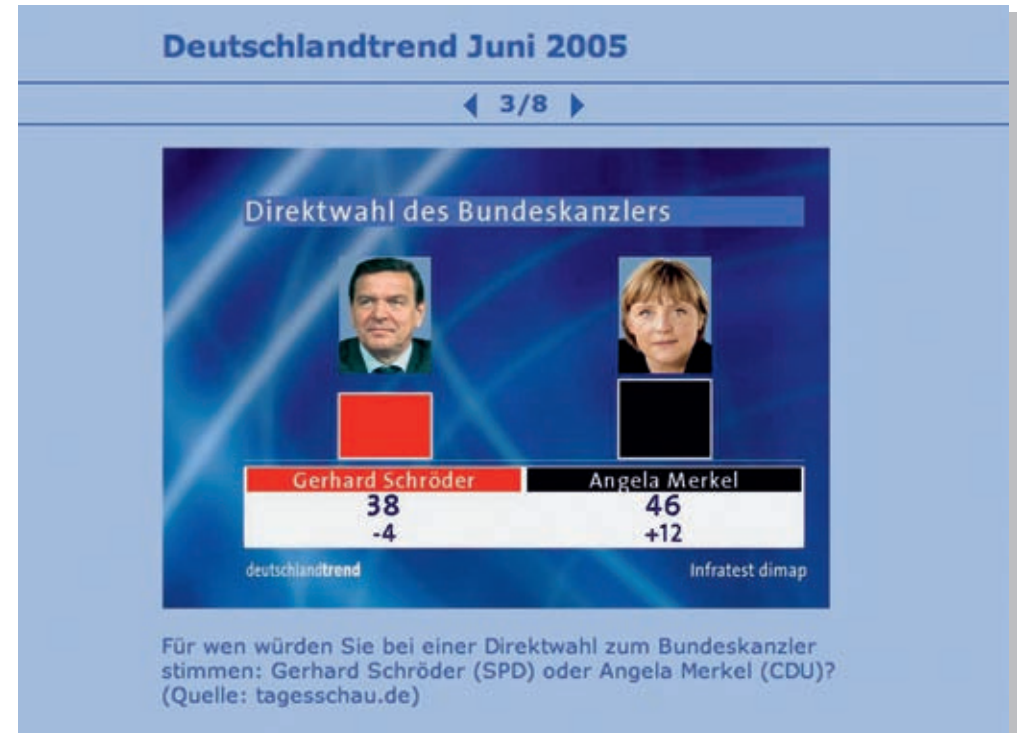 Deutschlandtrend Juni 2005
3/8
Direktwahl des Bundeskanzlers
Gerhard Schröder
Angela Merkel
38
46
-4
+12
deutschlandtrend
Infratest dimap
Für wen würden Sie bei einer Direktwahl zum Bundeskanzler
stimmen: Gerhard Schröder (SPD) oder Angela Merkel (CDU)?
(Quelle: tagesschau.de)